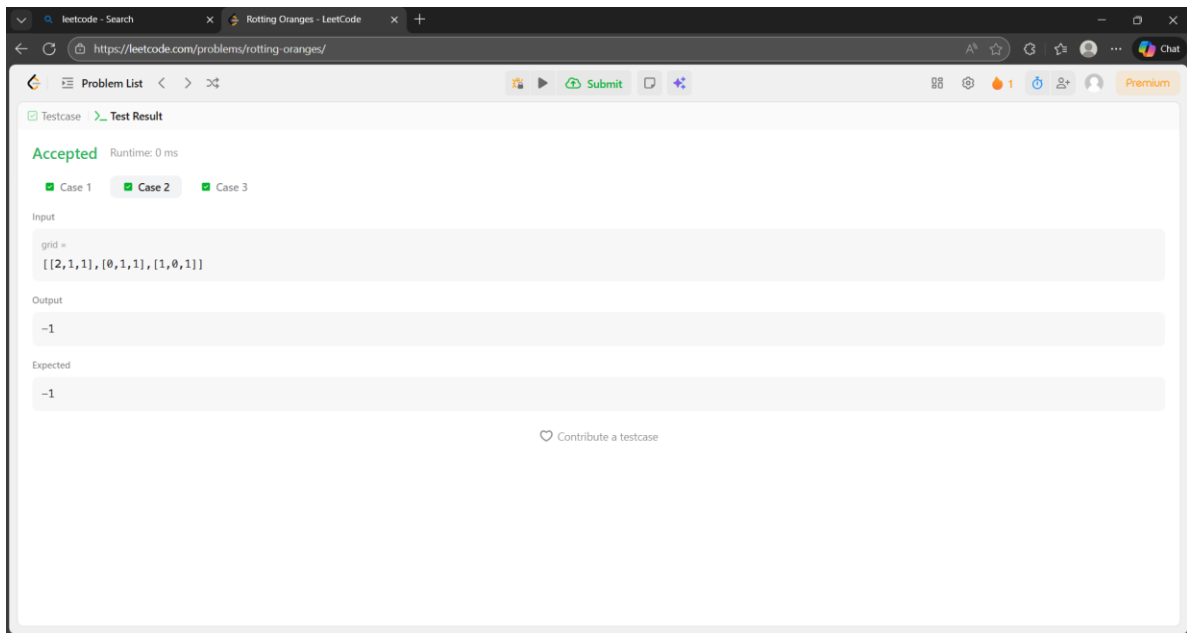 leetcode - Search
Rotting Oranges - LeetCode
https://leetcode.com/problems/rotting-oranges/
Chat
Problem List
Submit
1
Premium
Testcase
Test Result
Accepted Runtime: 0 ms
Case 1 Case 2 Case 3
Input
grid =
[[2,1,1],[0,1,1],[1,0,1]]
Output
-1
Expected
-1
Contribute a testcase